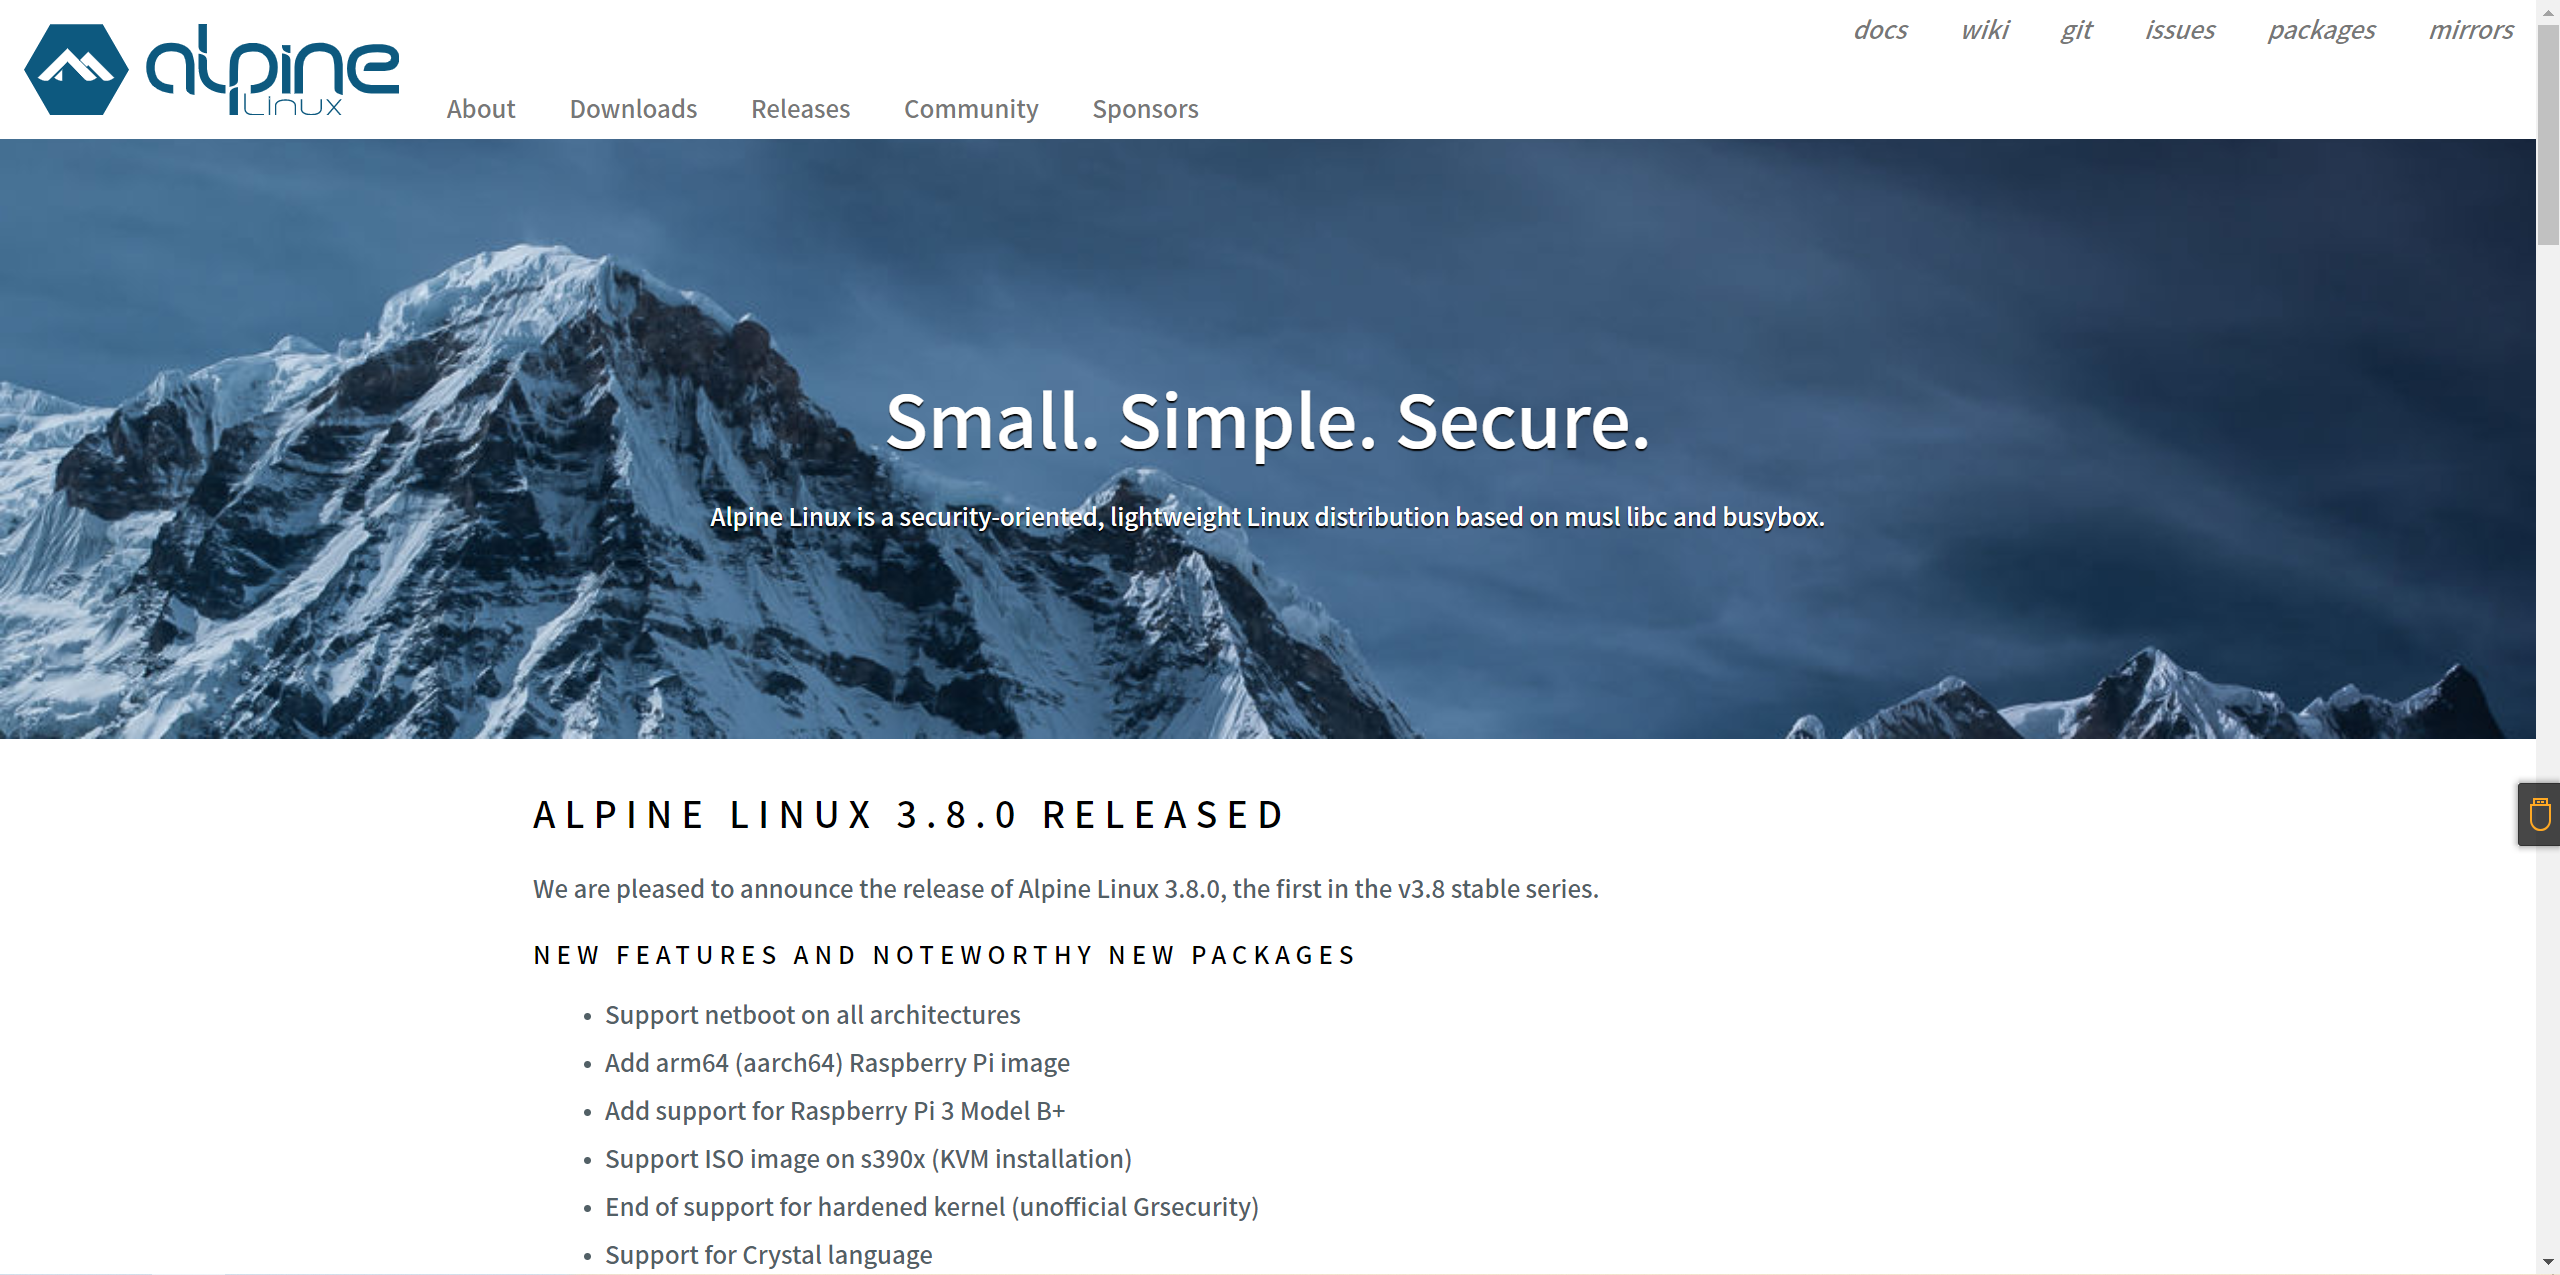 alpine
Linux
docs wiki git issues packages mirrors
About Downloads Releases Community Sponsors
Small. Simple. Secure.
Alpine Linux is a security-oriented, lightweight Linux distribution based on musl libc and busybox.
ALPINE LINUX 3.8.0 RELEASED
We are pleased to announce the release of Alpine Linux 3.8.0, the first in the v3.8 stable series.
NEW FEATURES AND NOTEWORTHY NEW PACKAGES
• Support netboot on all architectures
• Add arm64 (aarch64) Raspberry Pi image
• Add support for Raspberry Pi 3 Model B+
• Support ISO image on s390x (KVM installation)
• End of support for hardened kernel (unofficial Grsecurity)
• Support for Crystal language